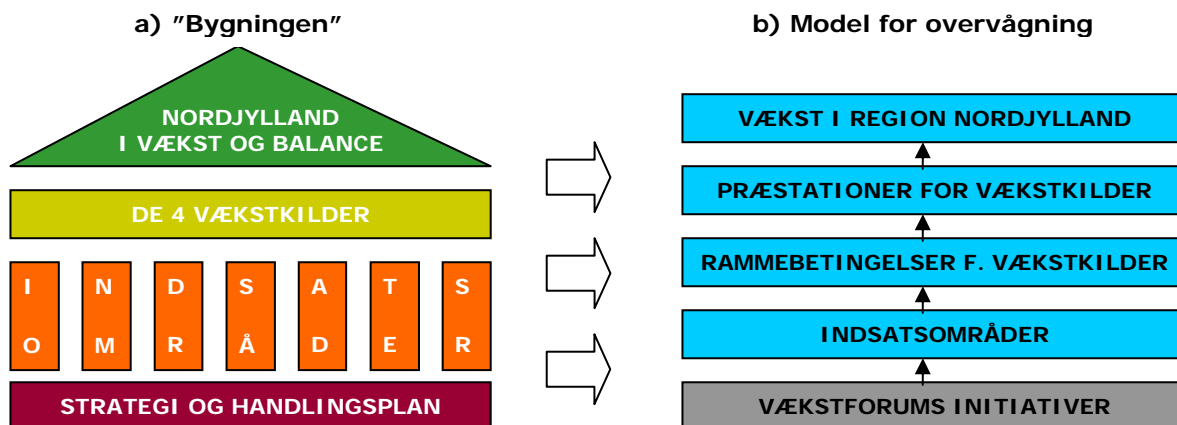 a) ”Bygningen”
NORDJYLLAND
I VÆKST OG BALANCE
DE 4 VÆKSTKILDER
I N D S A T S
O M R Å D E R
STRATEGI OG HANDLINGSPLAN
b) Model for overvågning
VÆKST I REGION NORDJYLLAND
PRÆSTATIONER FOR VÆKSTKILDER
RAMMEBETINGELSER F. VÆKSTKILDER
INDSATSOMRÅDER
VÆKSTFORUMS INITIATIVER